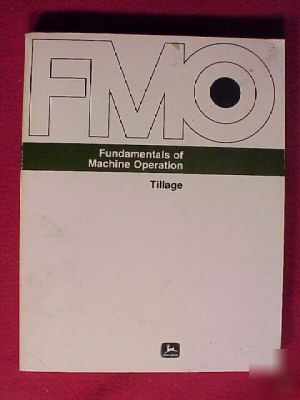 FMO
Fundamentals of
Machine Operation
Tillage